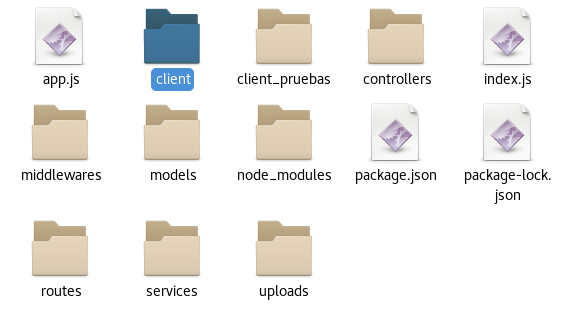 app.js
client
client_pruebas
controllers
index.js
middlewares
models
node_modules
package.json
package-lock.
json
routes
services
uploads